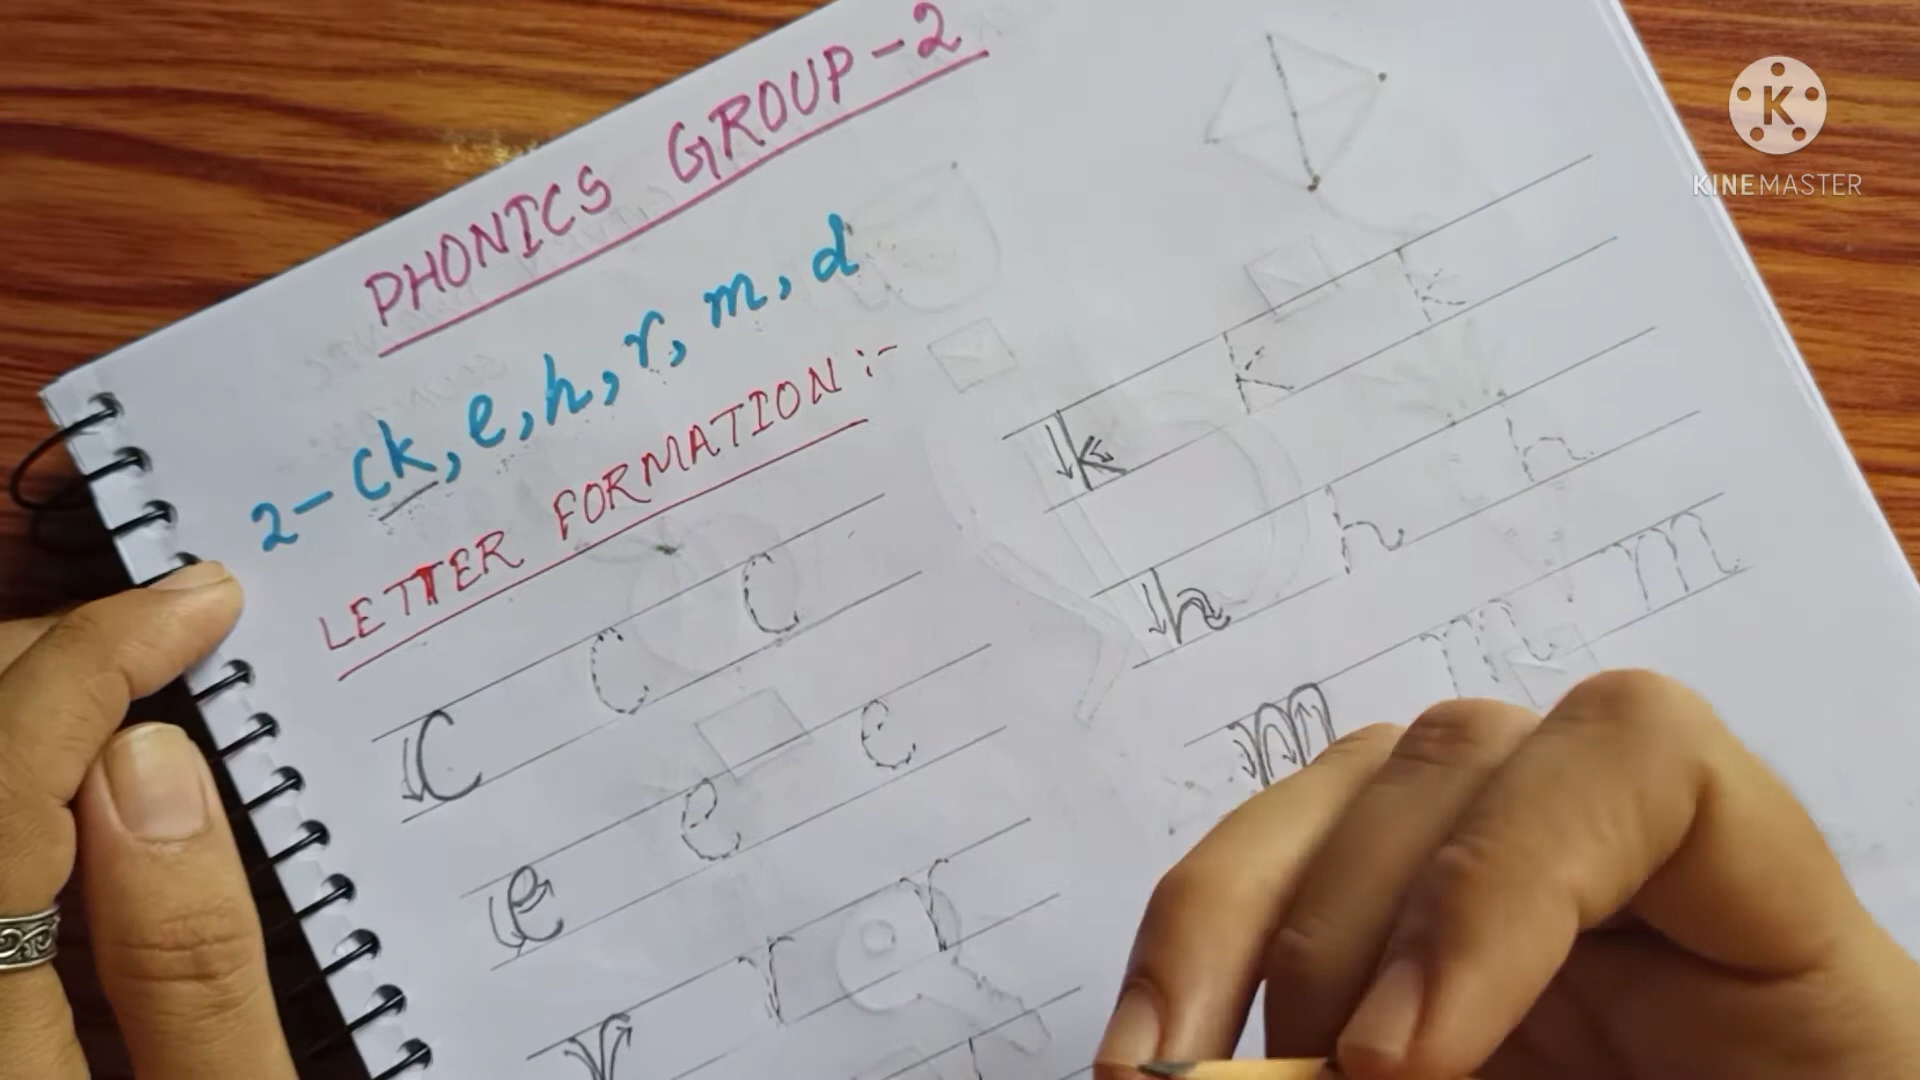 PHONICS GROUP-2
2- ck, e, h, r, m, d
LETTER FORMATION :-
c c c
e e e
r r r
k k k
h h h
m m m
KINEMASTER